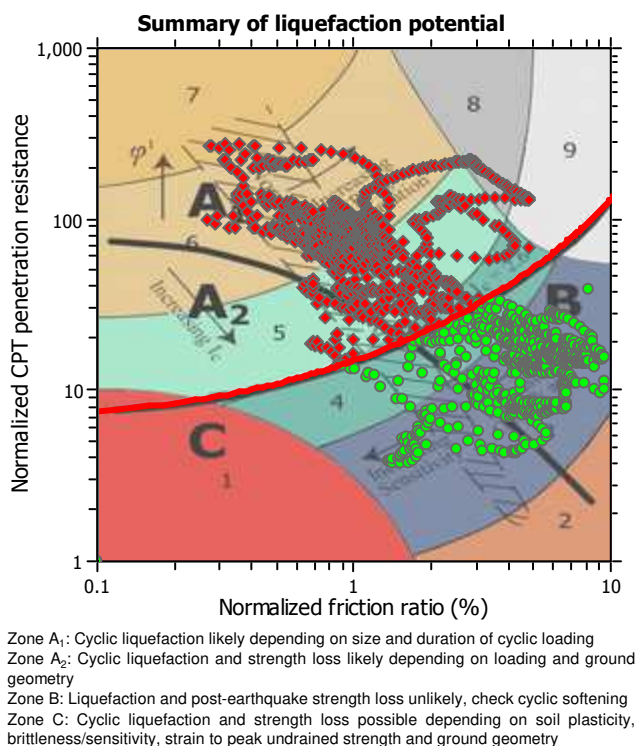 Summary of liquefaction potential
1,000
7
8
9
φ'
A
100
6
Increasing Ic
A2
5
B
Normalized CPT penetration resistance
10
4
C
Sensitivity
1
2
1
0.1
1
10
Normalized friction ratio (%)
Zone A₁: Cyclic liquefaction likely depending on size and duration of cyclic loading
Zone A₂: Cyclic liquefaction and strength loss likely depending on loading and ground
geometry
Zone B: Liquefaction and post-earthquake strength loss unlikely, check cyclic softening
Zone C: Cyclic liquefaction and strength loss possible depending on soil plasticity,
brittleness/sensitivity, strain to peak undrained strength and ground geometry